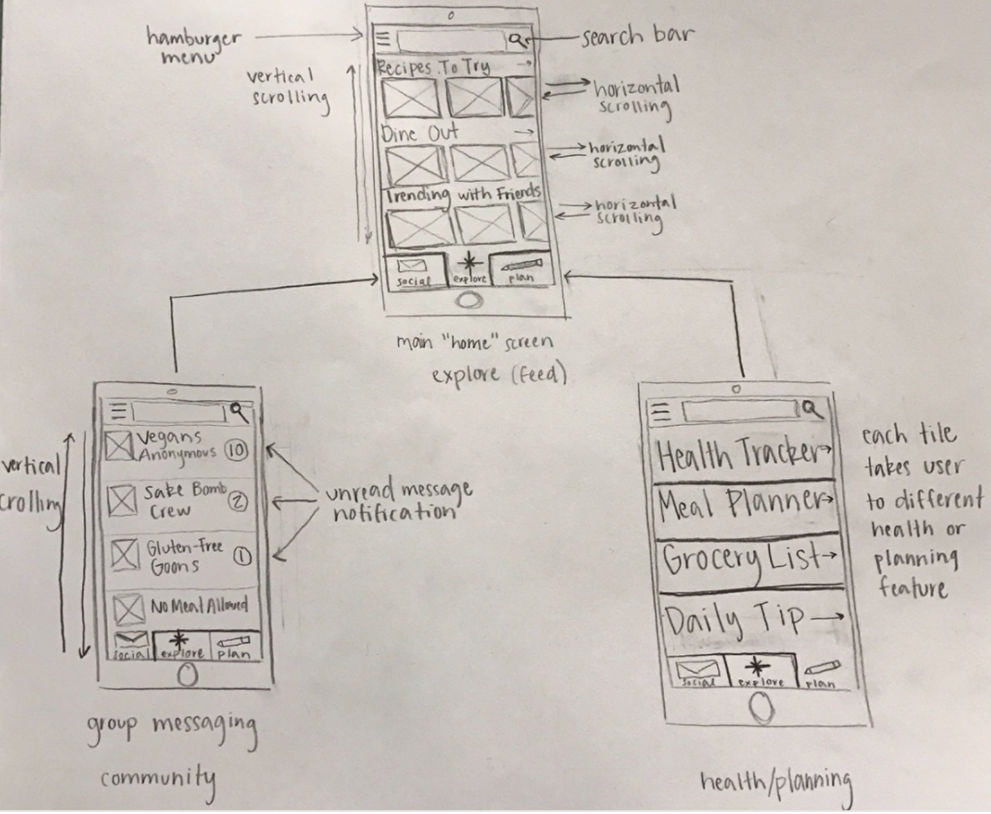 hamburger
menu
search bar
vertical
scrolling
Recipes To Try
horizontal
scrolling
Dine Out
horizontal
scrolling
Trending with Friends
horizontal
scrolling
social
explore
plan
main "home" screen
explore (feed)
vertical
crolling
Vegans
Anonymous 10
Sake Bomb
Crew 2
Gluten-Free
Goons 1
No Meat Allowed
social
explore
plan
unread message
notification
group messaging
community
Health Tracker
Meal Planner
Grocery List
Daily Tip
social
explore
plan
each tile
takes user
to different
health or
planning
feature
health/planning